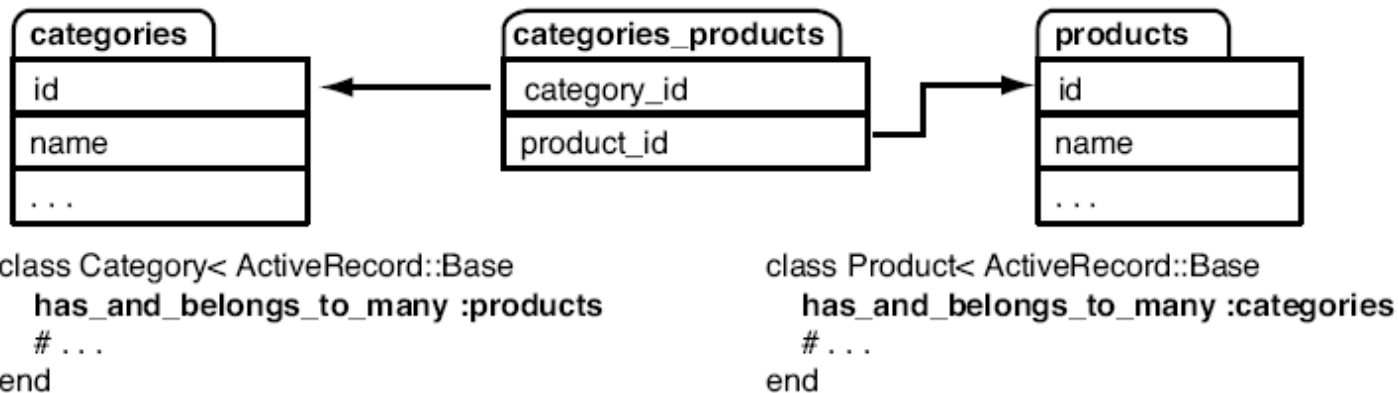 categories
id
name
. . .
categories_products
category_id
product_id
products
id
name
. . .
class Category< ActiveRecord::Base
has_and_belongs_to_many :products
# . . .
end
class Product< ActiveRecord::Base
has_and_belongs_to_many :categories
# . . .
end